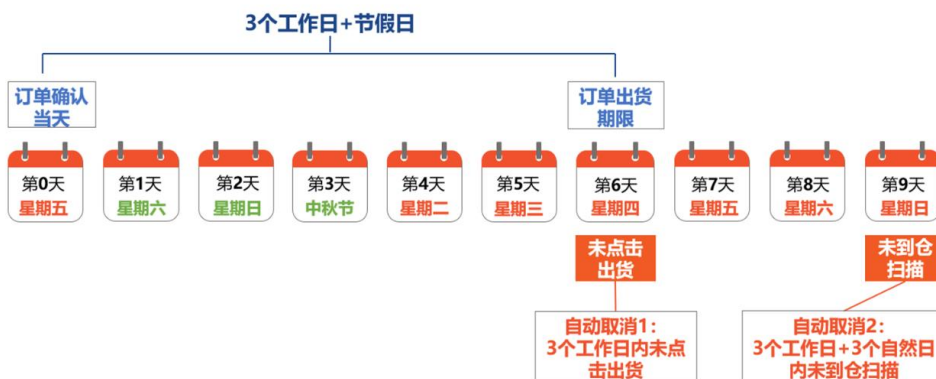 3个工作日+节假日
订单确认
当天
订单出货
期限
第0天
星期五
第1天
星期六
第2天
星期日
第3天
中秋节
第4天
星期二
第5天
星期三
第6天
星期四
第7天
星期五
第8天
星期六
第9天
星期日
未点击
出货
未到仓
扫描
自动取消1：
3个工作日内未点
击出货
自动取消2：
3个工作日+3个自然日
内未到仓扫描